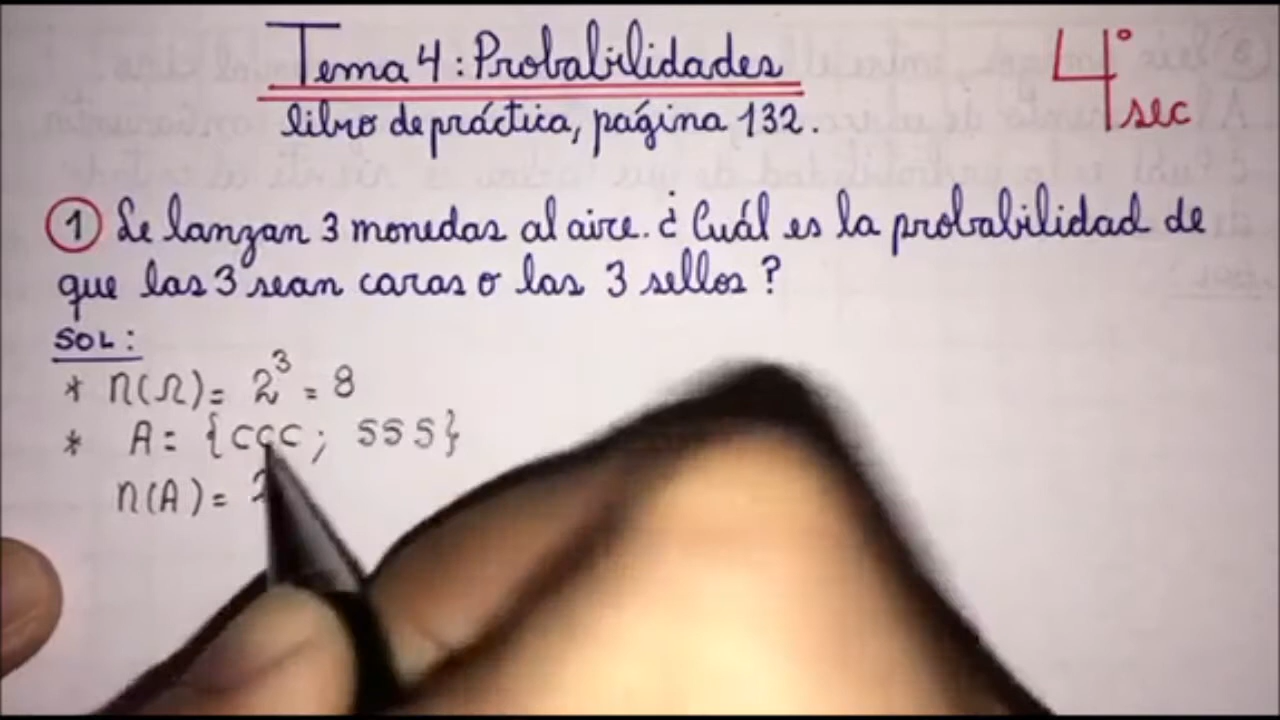 Tema 4: Probabilidades
4° sec
libro de práctica, página 132.
1 Se lanzan 3 monedas al aire. ¿Cuál es la probabilidad de
que las 3 sean caras o las 3 sellos?
SOL:
* n(Ω) = 2³ = 8
* A = {CCC; SSS}
n(A) = 2